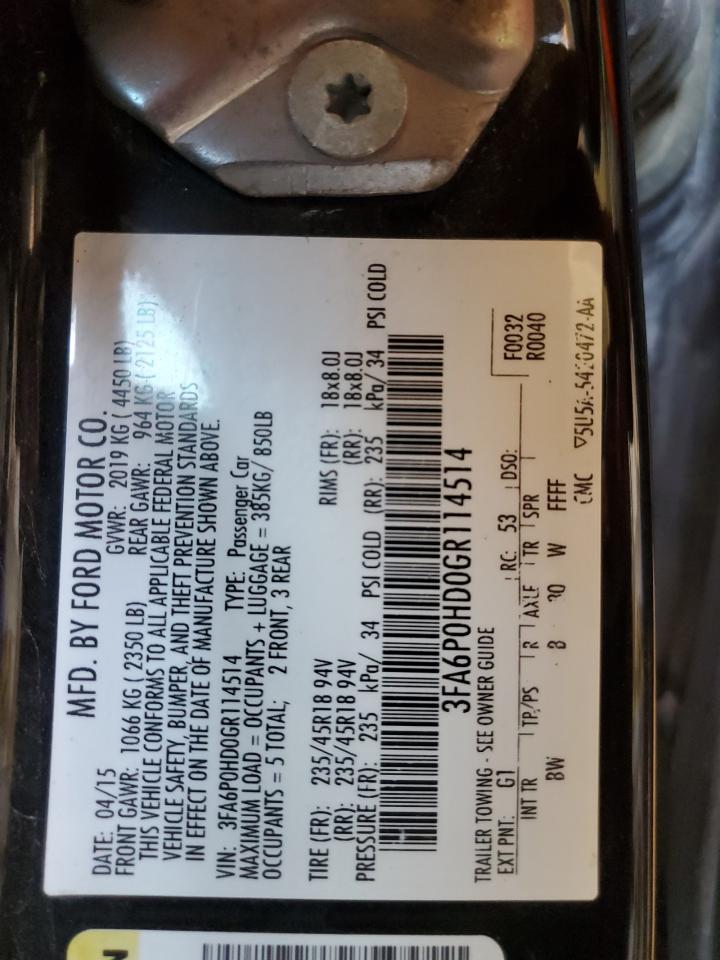 MFD. BY FORD MOTOR CO.
DATE: 04/15 GVWR: 2019 KG ( 4450 LB)
FRONT GAWR: 1066 KG ( 2350 LB) REAR GAWR: 964 KG ( 2125 LB)
THIS VEHICLE CONFORMS TO ALL APPLICABLE FEDERAL MOTOR
VEHICLE SAFETY, BUMPER, AND THEFT PREVENTION STANDARDS
IN EFFECT ON THE DATE OF MANUFACTURE SHOWN ABOVE.
VIN: 3FA6P0HD0GR114514 TYPE: Passenger Car
MAXIMUM LOAD = OCCUPANTS + LUGGAGE = 385KG/ 850LB
OCCUPANTS = 5 TOTAL; 2 FRONT, 3 REAR
TIRE (FR): 235/45R18 94V RIMS (FR): 18x8.0J
(RR): 235/45R18 94V (RR): 18x8.0J
PRESSURE (FR): 235 kPa/ 34 PSI COLD (RR): 235 kPa/ 34 PSI COLD
3FA6P0HD0GR114514
TRAILER TOWING - SEE OWNER GUIDE
EXT PNT: G1 RC: 53 DSO: F0032
R0040
INT TR TP/PS R AXLE TR SPR
BW B 30 W FFFF
CMC ▽5U5A-5420472-AA
N